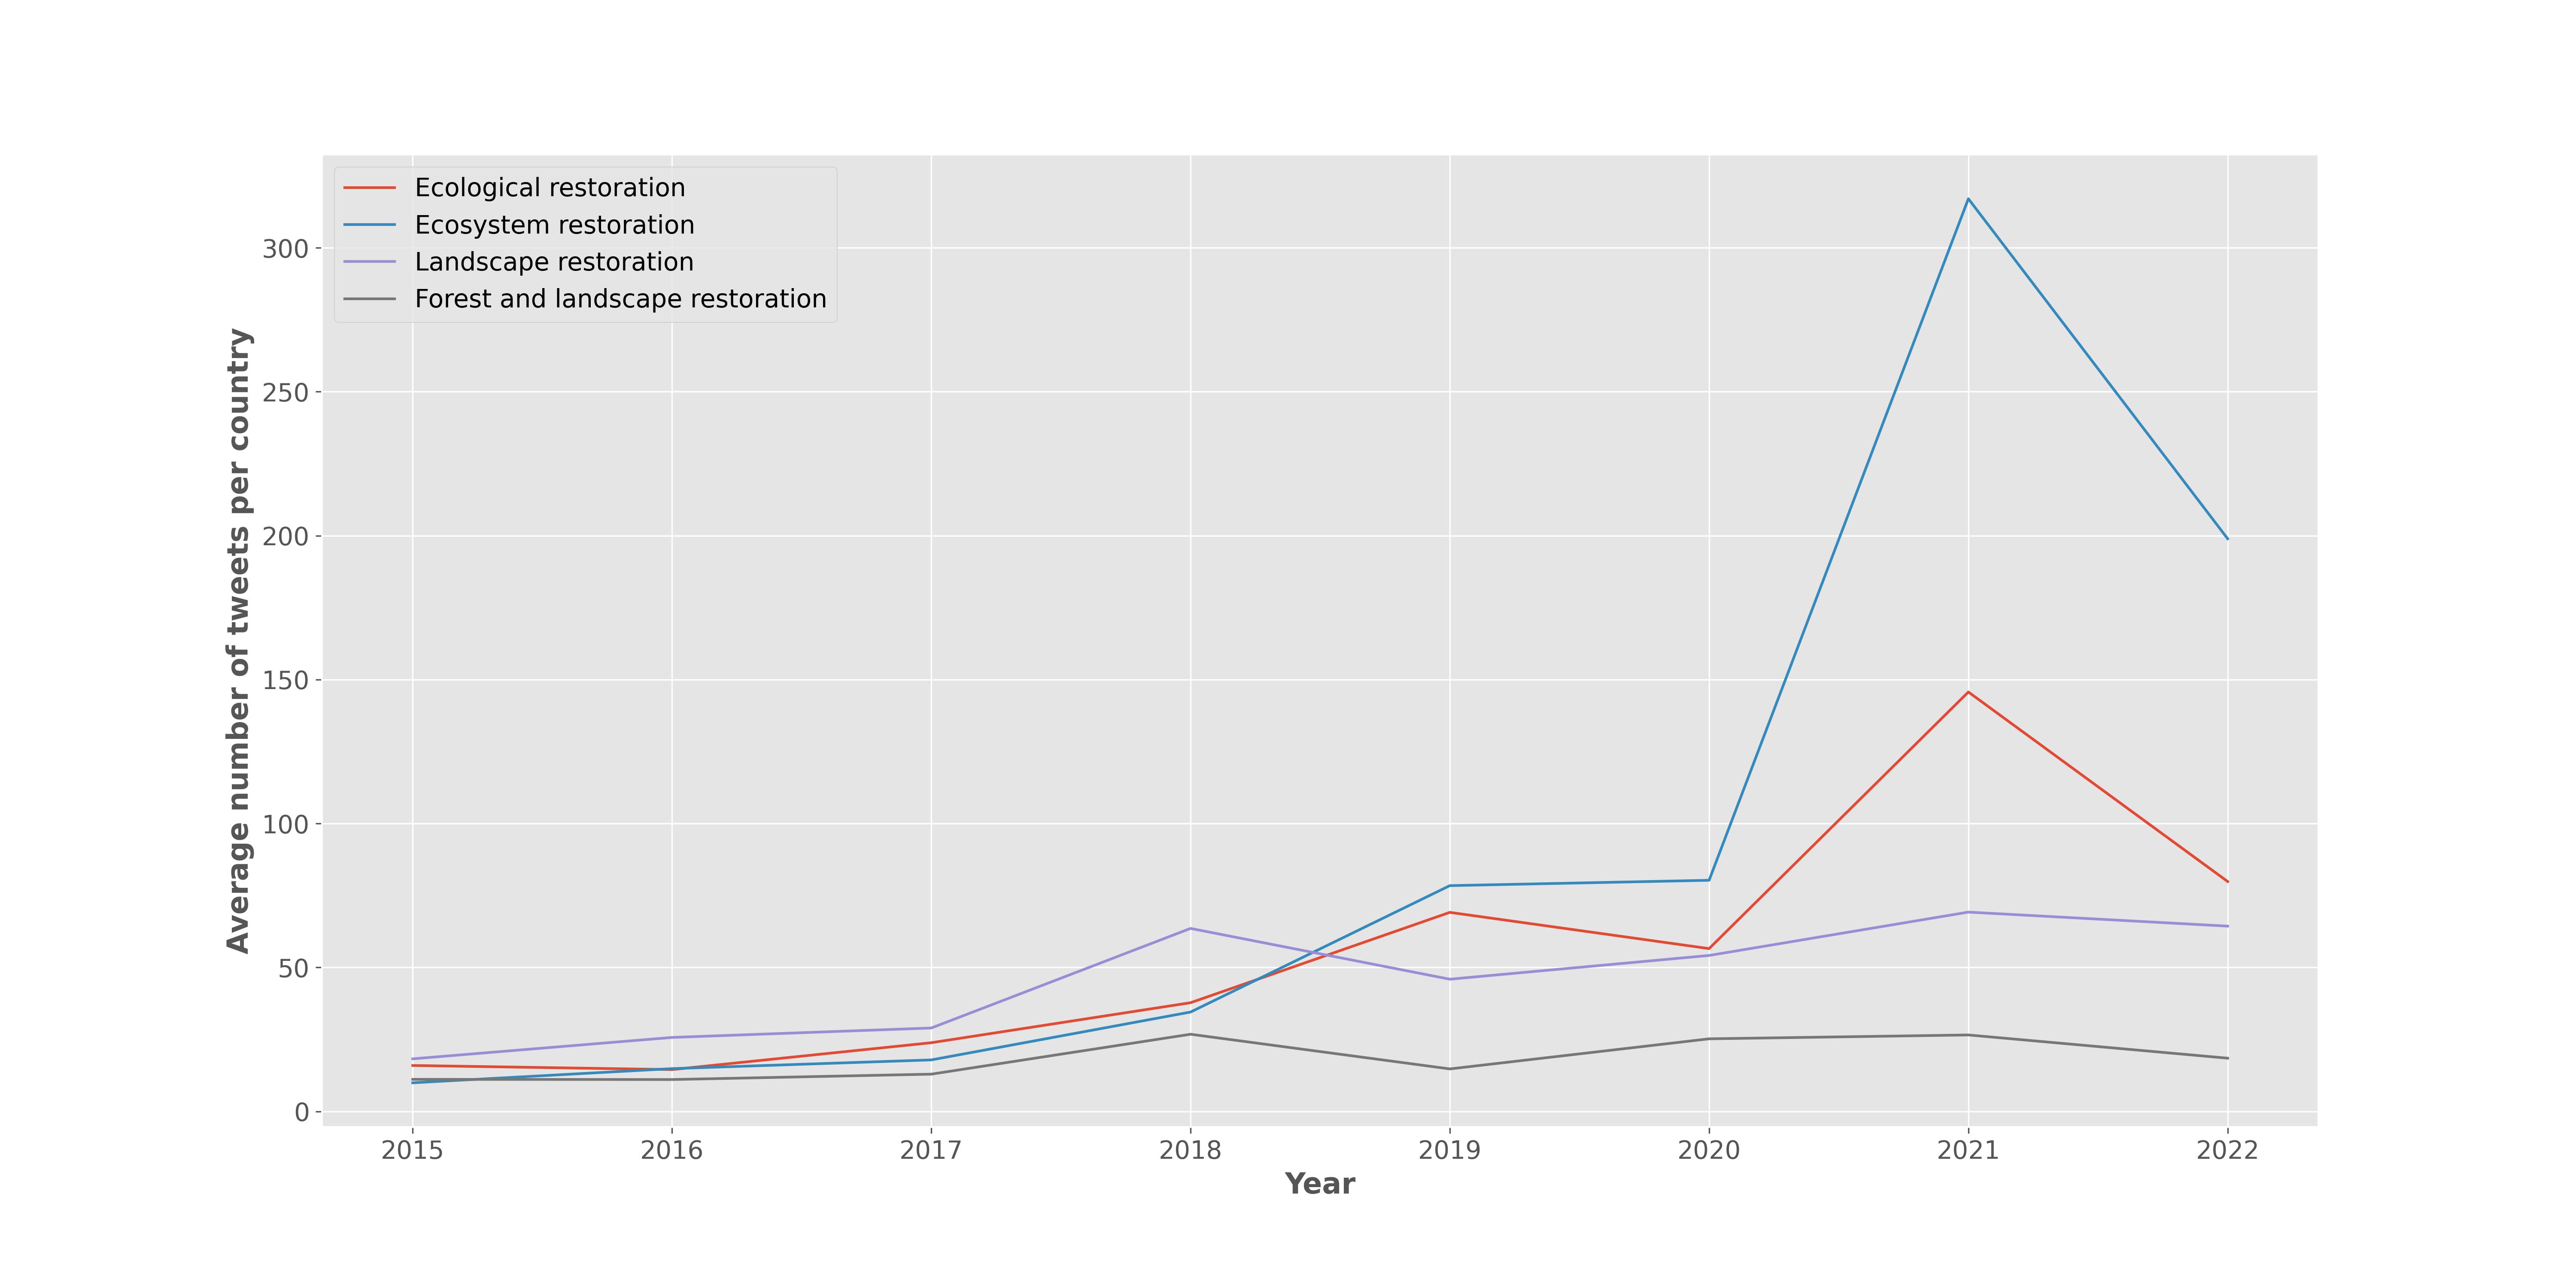 Ecological restoration
Ecosystem restoration
Landscape restoration
Forest and landscape restoration
Average number of tweets per country
300
250
200
150
100
50
0
2015 2016 2017 2018 2019 2020 2021 2022
Year